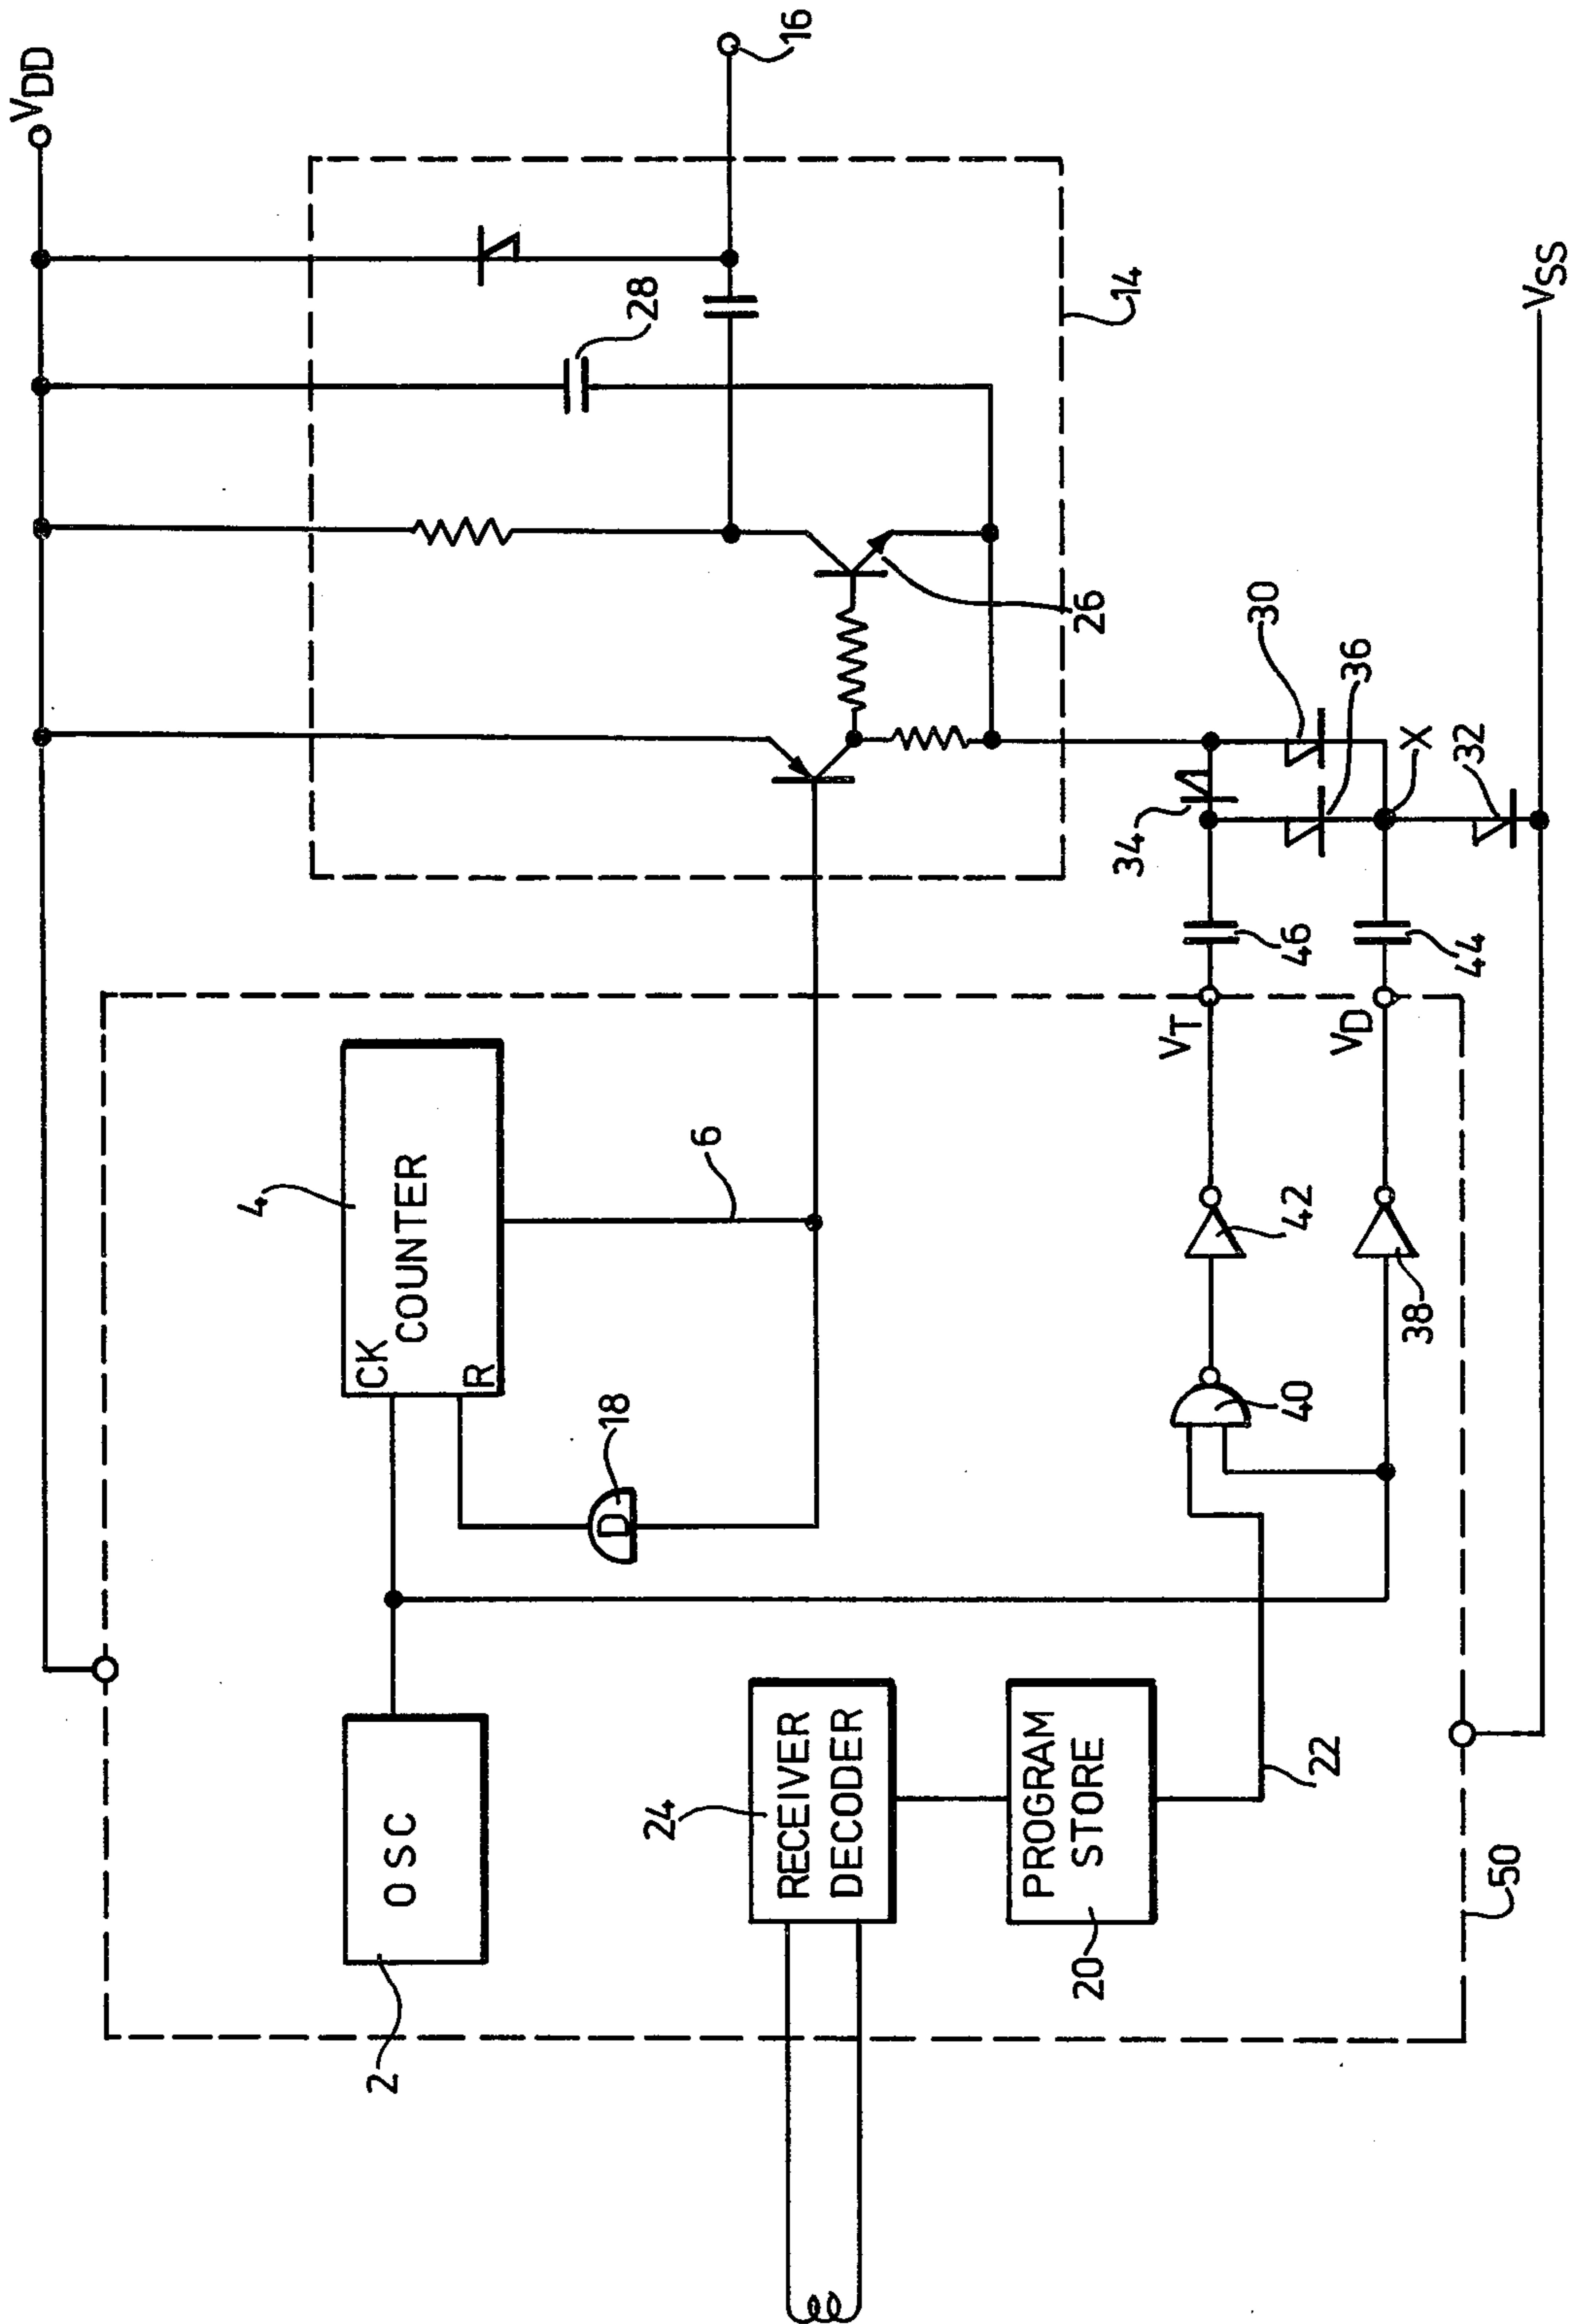 VDD
16
28
14
26
30
36
X
32
34
46
44
VSS
4
COUNTER
CK
R
6
18
D
VT
VD
42
38
40
2
OSC
24
RECEIVER
DECODER
20
PROGRAM
STORE
22
50